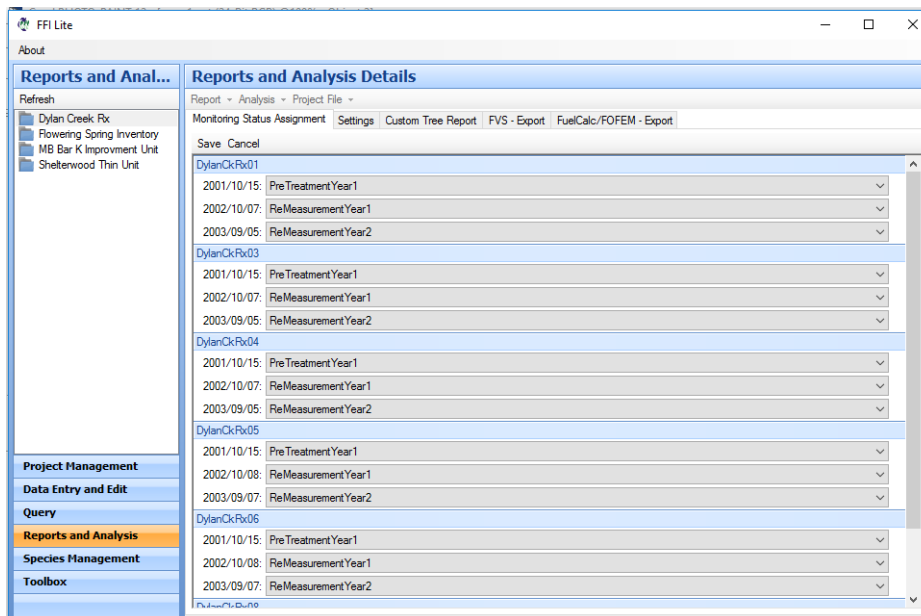 FFI Lite
About
Reports and Anal...
Refresh
Dylan Creek Rx
Flowering Spring Inventory
MB Bar K Improvment Unit
Shelterwood Thin Unit
Project Management
Data Entry and Edit
Query
Reports and Analysis
Species Management
Toolbox
Reports and Analysis Details
Report Analysis Project File
Monitoring Status Assignment Settings Custom Tree Report FVS - Export FuelCalc/FOFEM - Export
Save Cancel
DylanCkRx01
2001/10/15: PreTreatmentYear1
2002/10/07: ReMeasurementYear1
2003/09/05: ReMeasurementYear2
DylanCkRx03
2001/10/15: PreTreatmentYear1
2002/10/07: ReMeasurementYear1
2003/09/05: ReMeasurementYear2
DylanCkRx04
2001/10/15: PreTreatmentYear1
2002/10/07: ReMeasurementYear1
2003/09/05: ReMeasurementYear2
DylanCkRx05
2001/10/15: PreTreatmentYear1
2002/10/08: ReMeasurementYear1
2003/09/07: ReMeasurementYear2
DylanCkRx06
2001/10/15: PreTreatmentYear1
2002/10/08: ReMeasurementYear1
2003/09/07: ReMeasurementYear2
DylanCkRx08